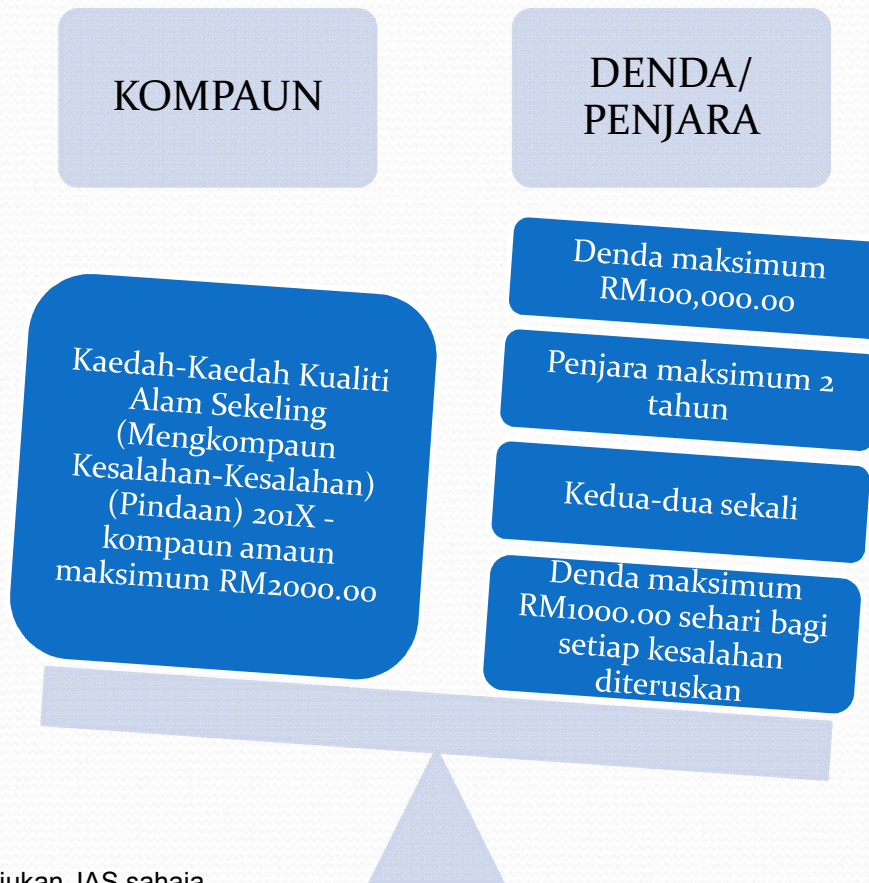 KOMPAUN
Kaedah-Kaedah Kualiti
Alam Sekeling
(Mengkompaun
Kesalahan-Kesalahan)
(Pindaan) 201X -
kompaun amaun
maksimum RM2000.00
DENDA/
PENJARA
Denda maksimum
RM100,000.00
Penjara maksimum 2
tahun
Kedua-dua sekali
Denda maksimum
RM1000.00 sehari bagi
setiap kesalahan
diteruskan
JAS sahaja